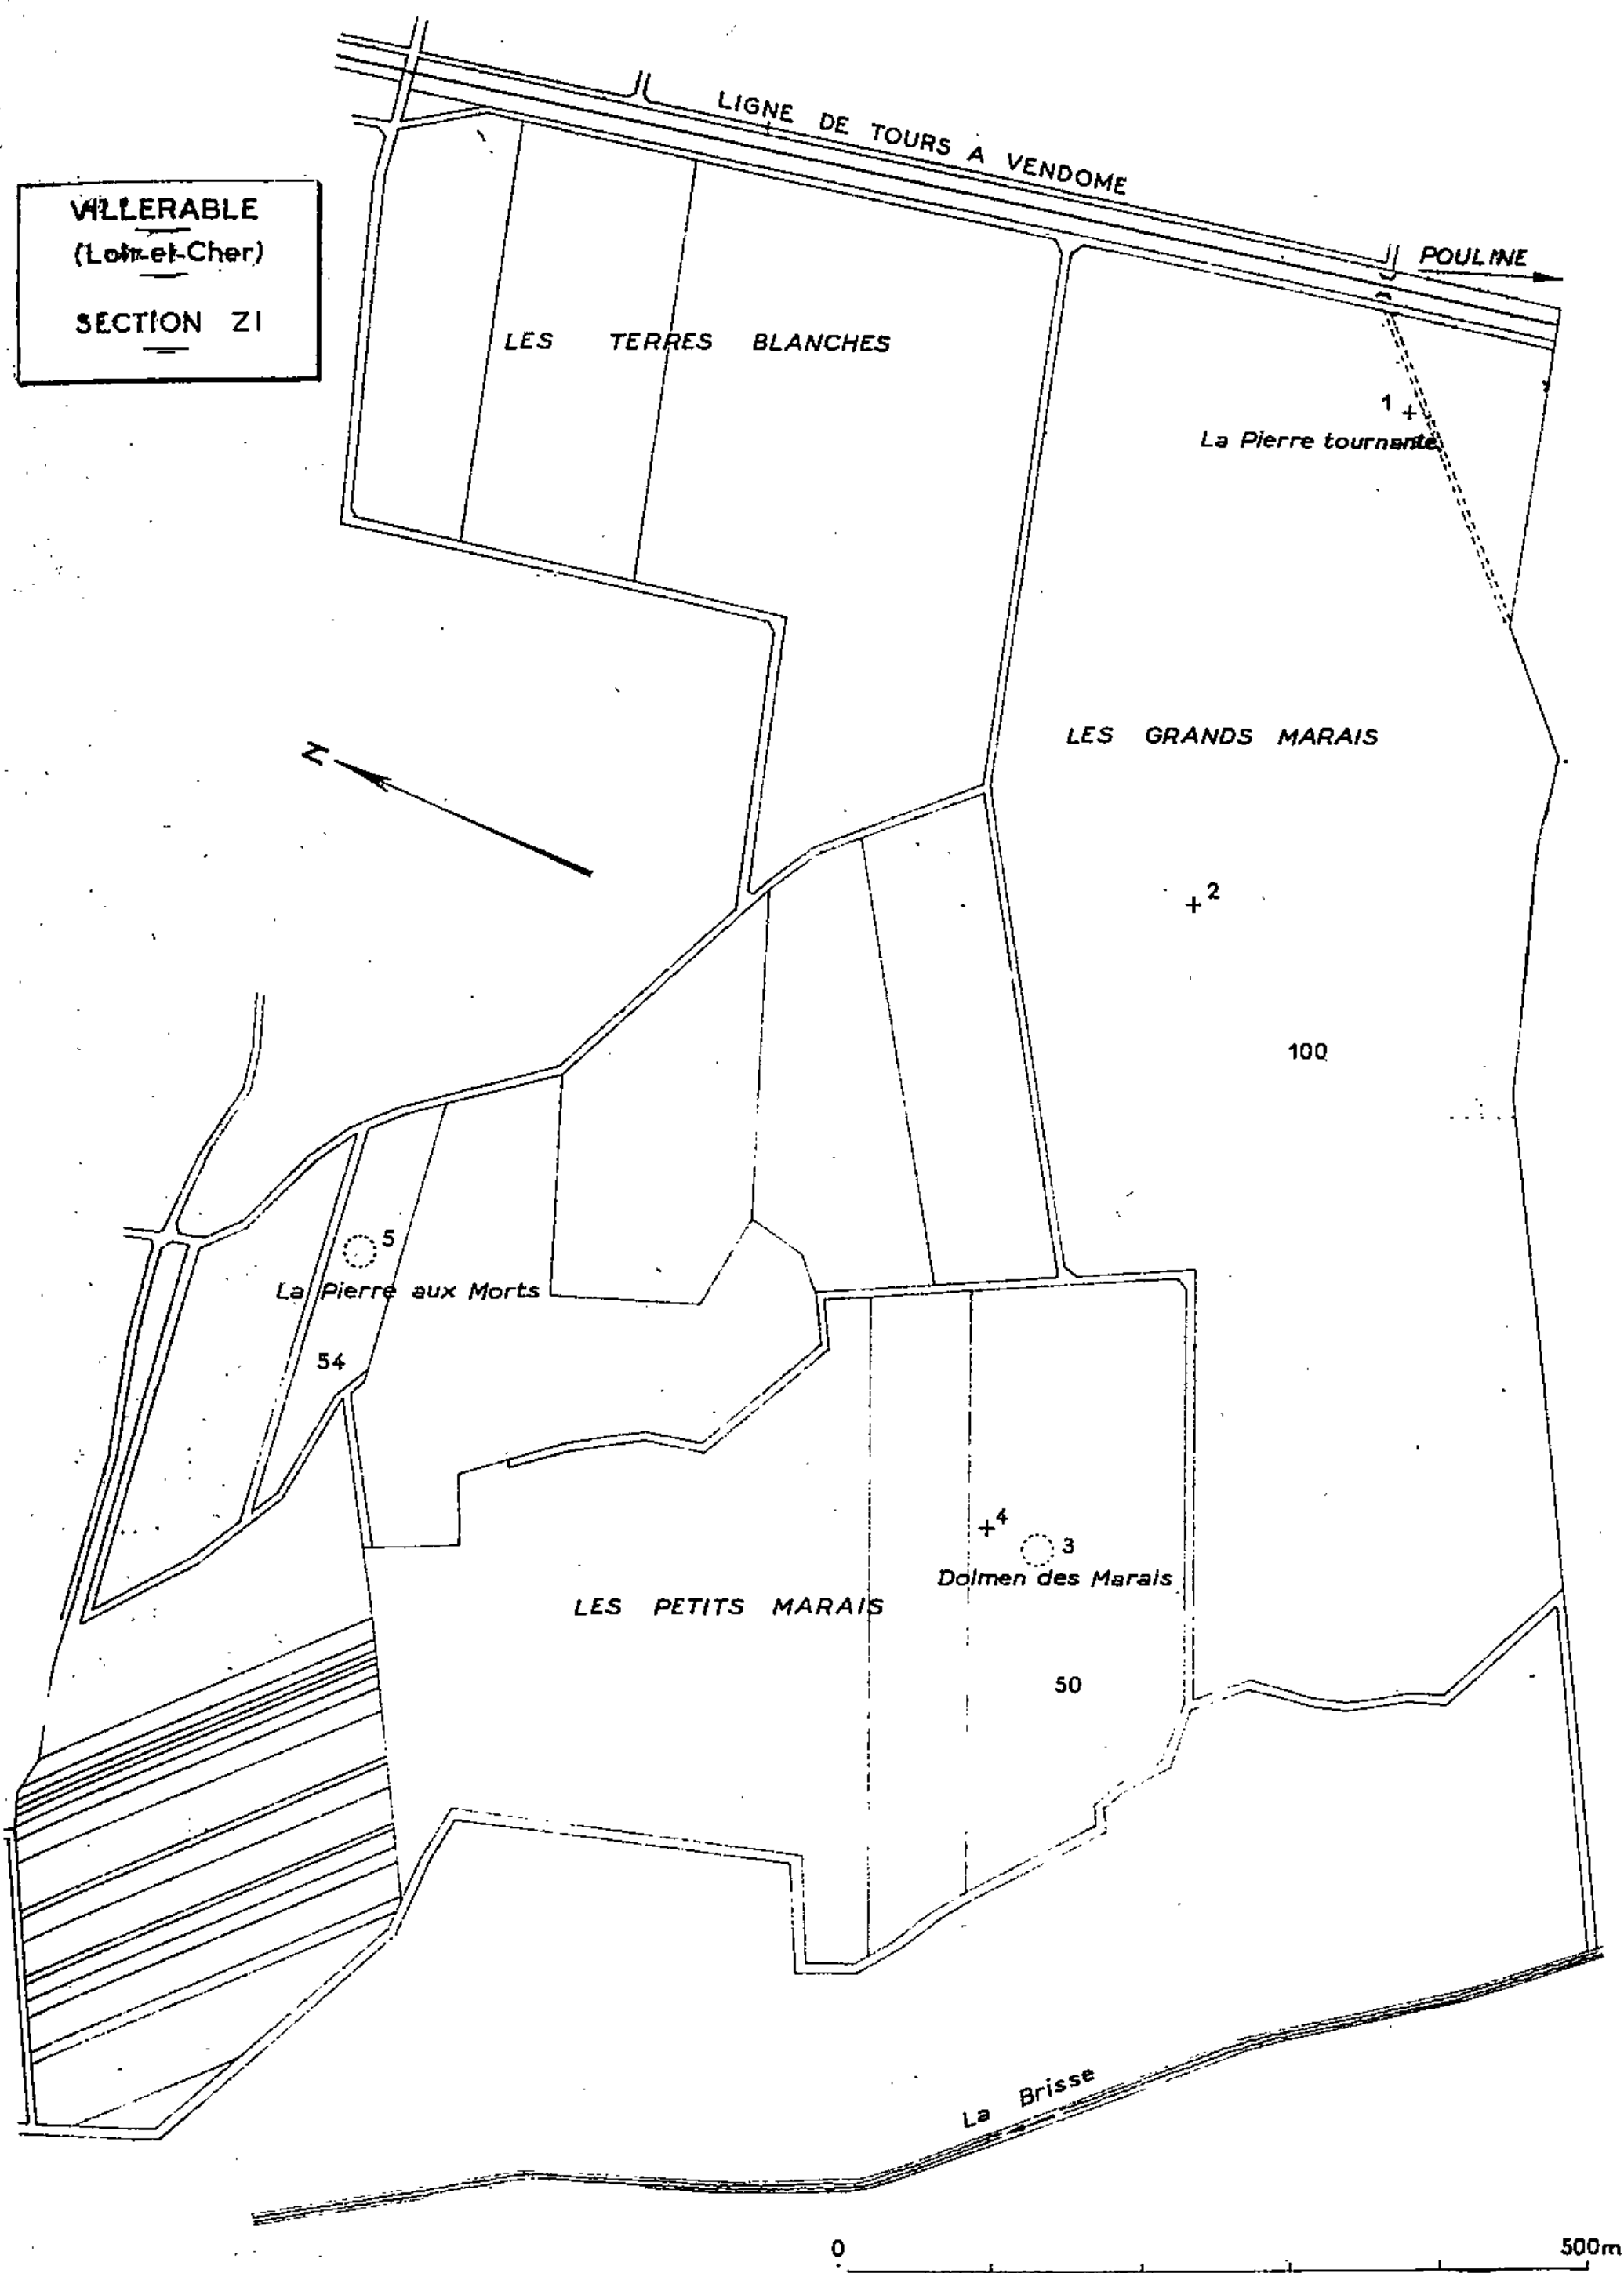 LIGNE DE TOURS A VENDOME
VILLERABLE
(Loir-et-Cher)
SECTION ZI
POULINE
LES TERRES BLANCHES
1
La Pierre tournante
N
LES GRANDS MARAIS
2
100
5
La Pierre aux Morts
54
4
3
Dolmen des Marais
LES PETITS MARAIS
50
La Brisse
0
500m